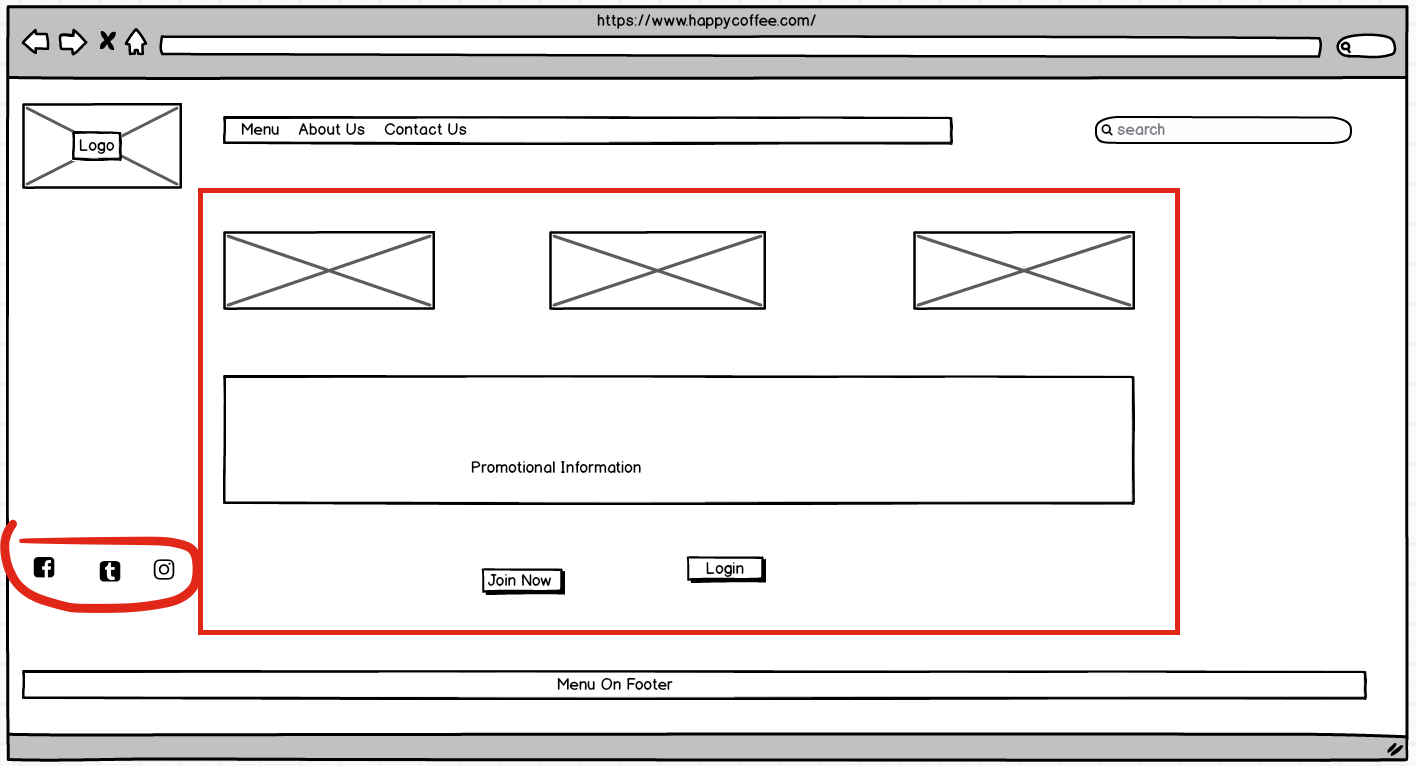 https://www.happycoffee.com/
Logo
Menu About Us Contact Us
search
Promotional Information
Join Now
Login
Menu On Footer